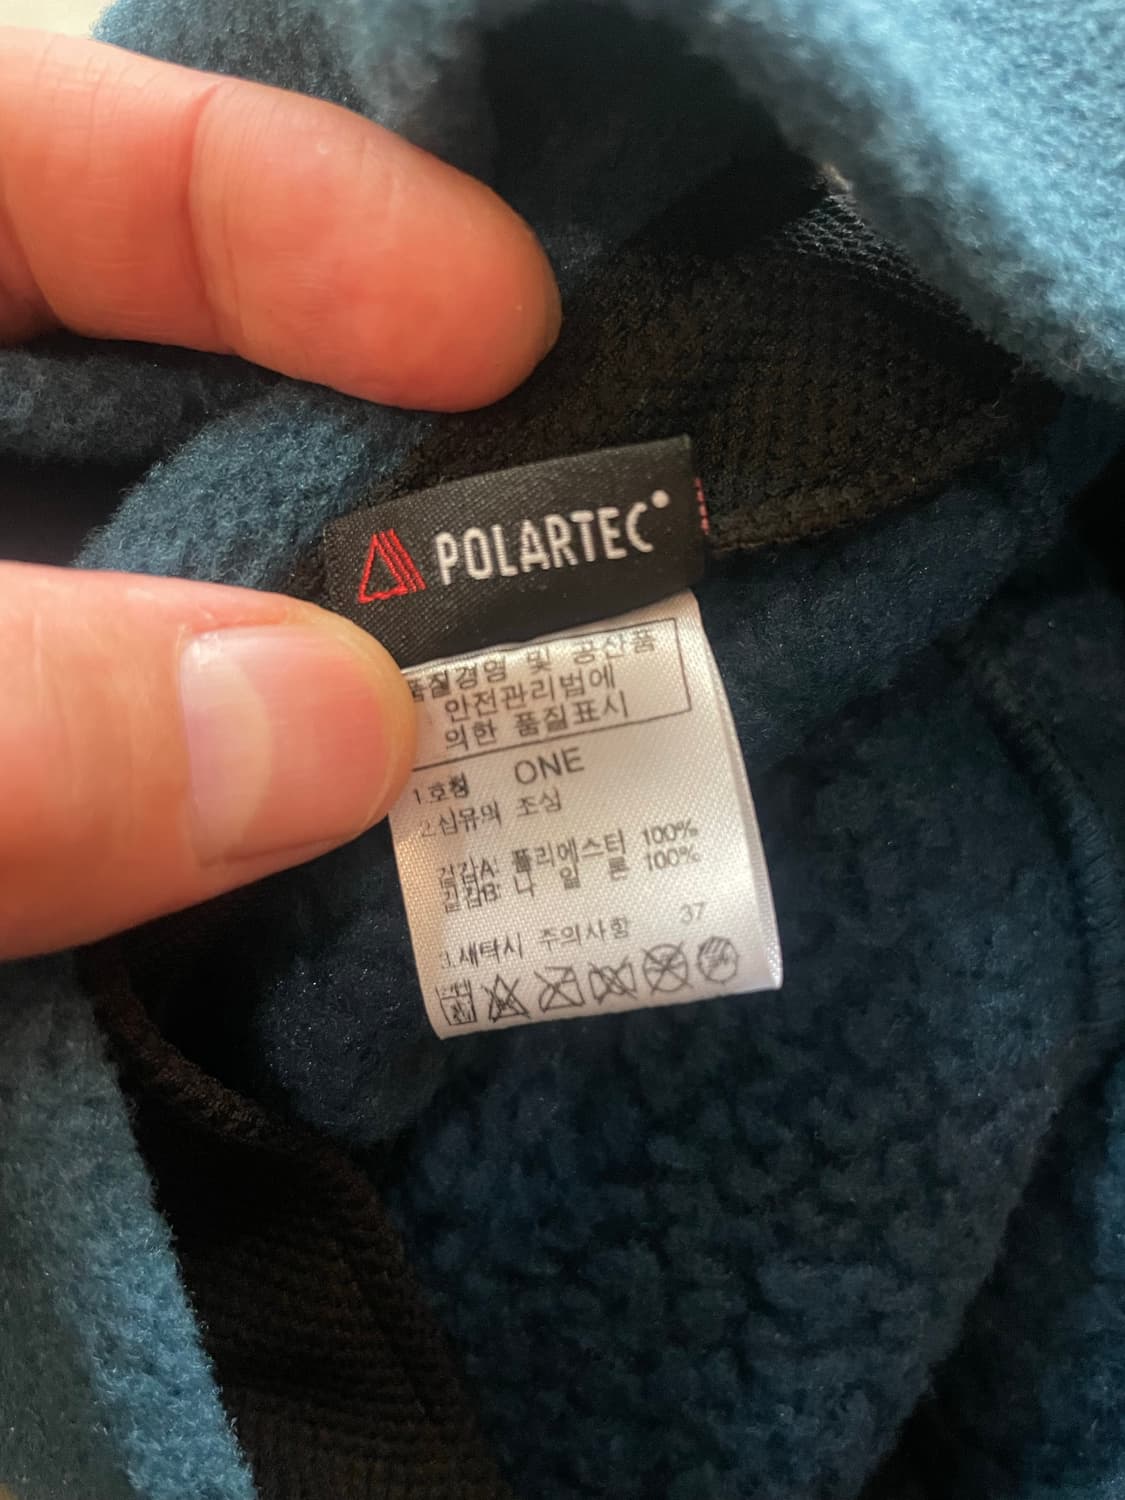 POLARTEC
품질경영 및 공산품
안전관리법에
의한 품질표시
1.호칭 ONE
2.섬유의 조성
겉감A: 폴리에스터 100%
겉감B: 나 일 론 100%
3.세탁시 주의사항 37